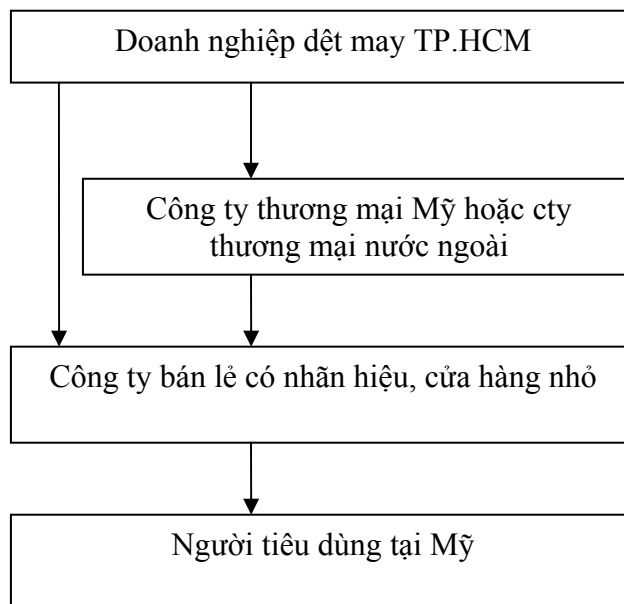 Doanh nghiệp dệt may TP.HCM
Công ty thương mại Mỹ hoặc cty
thương mại nước ngoài
Công ty bán lẻ có nhãn hiệu, cửa hàng nhỏ
Người tiêu dùng tại Mỹ